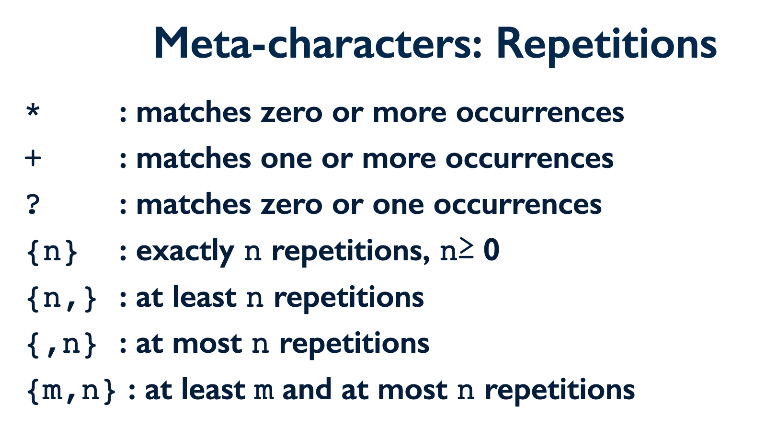 Meta-characters: Repetitions
* : matches zero or more occurrences
+ : matches one or more occurrences
? : matches zero or one occurrences
{n} : exactly n repetitions, n≥ 0
{n,} : at least n repetitions
{,n} : at most n repetitions
{m,n} : at least m and at most n repetitions